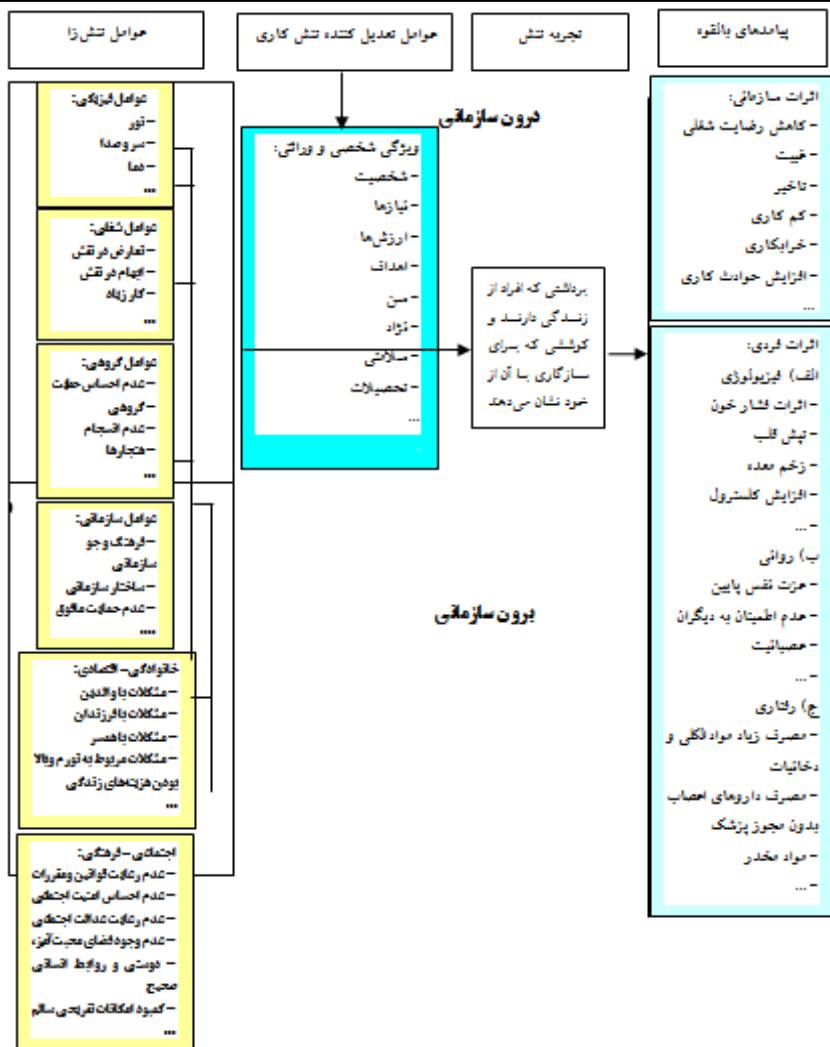 عوامل تنش‌زا
عوامل تعدیل کننده تنش کاری
تجربه تنش
پیامدهای بالقوه
عوامل فیزیکی:
– نور
– سر و صدا
– دما
...
عوامل شغلی:
– تعارض در نقش
– ابهام در نقش
– کار زیاد
...
عوامل گروهی:
– عدم احساس حمایت
گروهی
– عدم انسجام
– هنجارها
...
عوامل سازمانی:
– فرهنگ و جو
سازمانی
– ساختار سازمانی
– عدم حمایت مافوق
....
خانوادگی – اقتصادی:
– مشکلات با والدین
– مشکلات با فرزندان
– مشکلات با همسر
– مشکلات مربوط به تورم و بالا
بودن هزینه‌های زندگی
...
اجتماعی – فرهنگی:
– عدم رعایت قوانین و مقررات
– عدم احساس امنیت اجتماعی
– عدم رعایت عدالت اجتماعی
– عدم وجود فضای محبت‌آمیز،
– دوستی و روابط انسانی
صحیح
– کمبود امکانات تفریحی سالم
...
درون سازمانی
ویژگی شخصی و وراثتی:
– شخصیت
– نیازها
– ارزش‌ها
– اهداف
– سن
– نژاد
– سلامتی
– تحصیلات
...
برداشتی که افراد از
زندگی دارند و
کوششی که برای
سازگاری با آن از
خود نشان می‌دهند
برون سازمانی
اثرات سازمانی:
– کاهش رضایت شغلی
– غیبت
– تاخیر
– کم کاری
– خرابکاری
– افزایش حوادث کاری
...
اثرات فردی:
الف) فیزیولوژی
– اثرات فشار خون
– تپش قلب
– زخم معده
– افزایش کلسترول
– ...
ب) روانی
– عزت نفس پایین
– عدم اطمینان به دیگران
– عصبانیت
– ...
ج) رفتاری
– مصرف زیاد مواد الکلی و
دخانیات
– مصرف داروهای اعصاب
بدون مجوز پزشک
– مواد مخدر
– ...